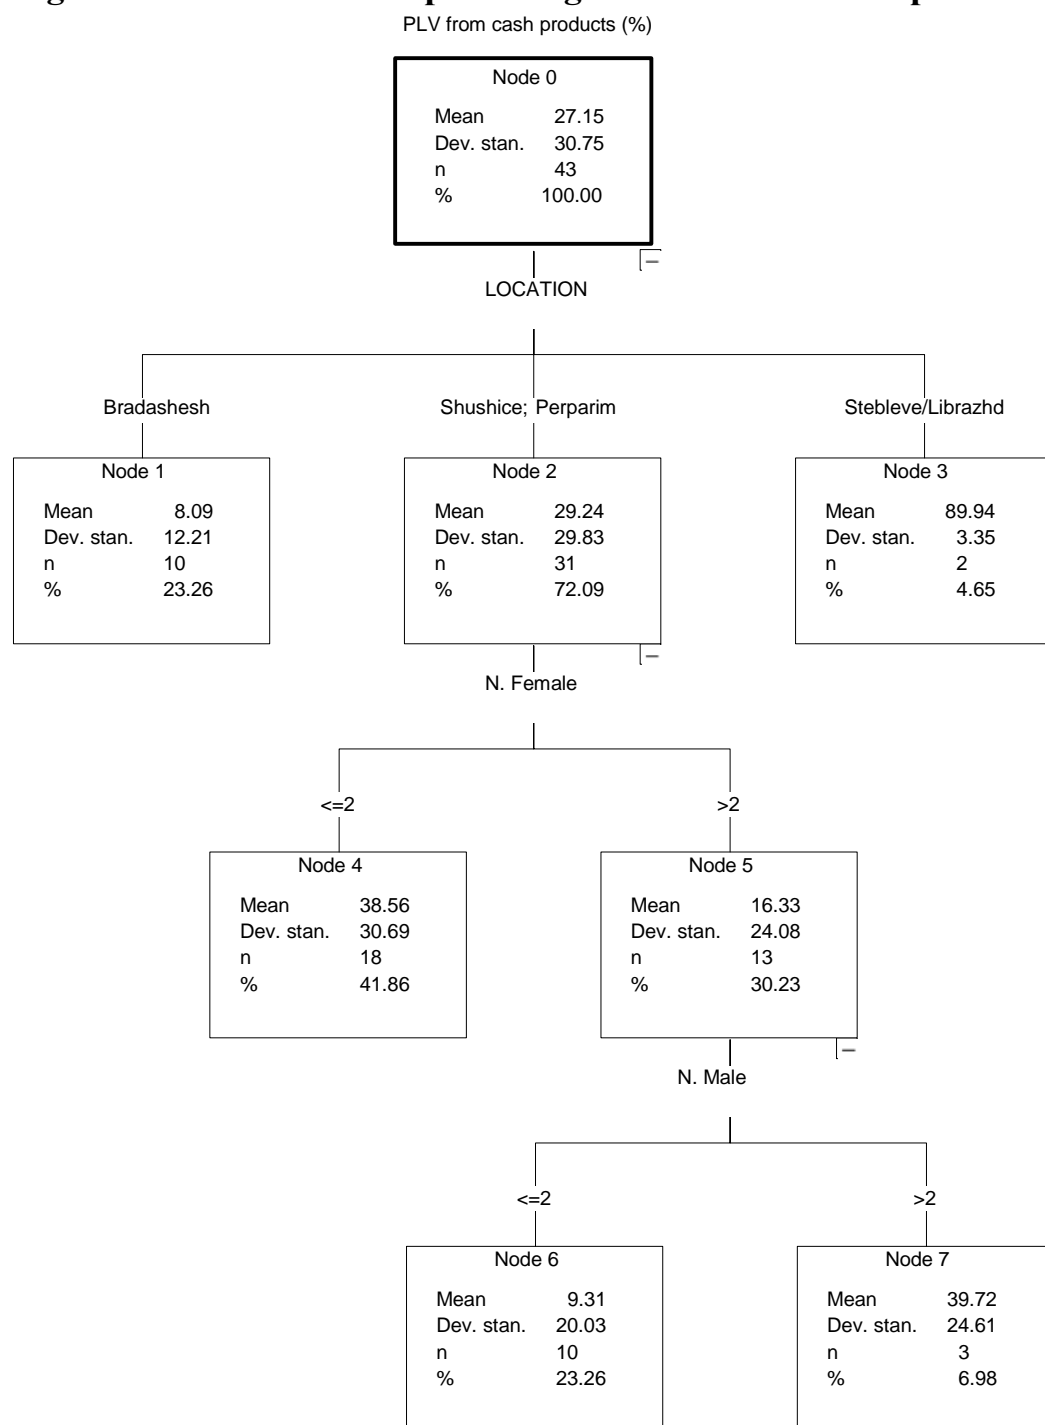 PLV from cash products (%)
Node 0
Mean 27.15
Dev. stan. 30.75
n 43
% 100.00
LOCATION
Bradashesh Shushice; Perparim Stebleve/Librazhd
Node 1 Node 2 Node 3
Mean 8.09 Mean 29.24 Mean 89.94
Dev. stan. 12.21 Dev. stan. 29.83 Dev. stan. 3.35
n 10 n 31 n 2
% 23.26 % 72.09 % 4.65
N. Female
<=2 >2
Node 4 Node 5
Mean 38.56 Mean 16.33
Dev. stan. 30.69 Dev. stan. 24.08
n 18 n 13
% 41.86 % 30.23
N. Male
<=2 >2
Node 6 Node 7
Mean 9.31 Mean 39.72
Dev. stan. 20.03 Dev. stan. 24.61
n 10 n 3
% 23.26 % 6.98